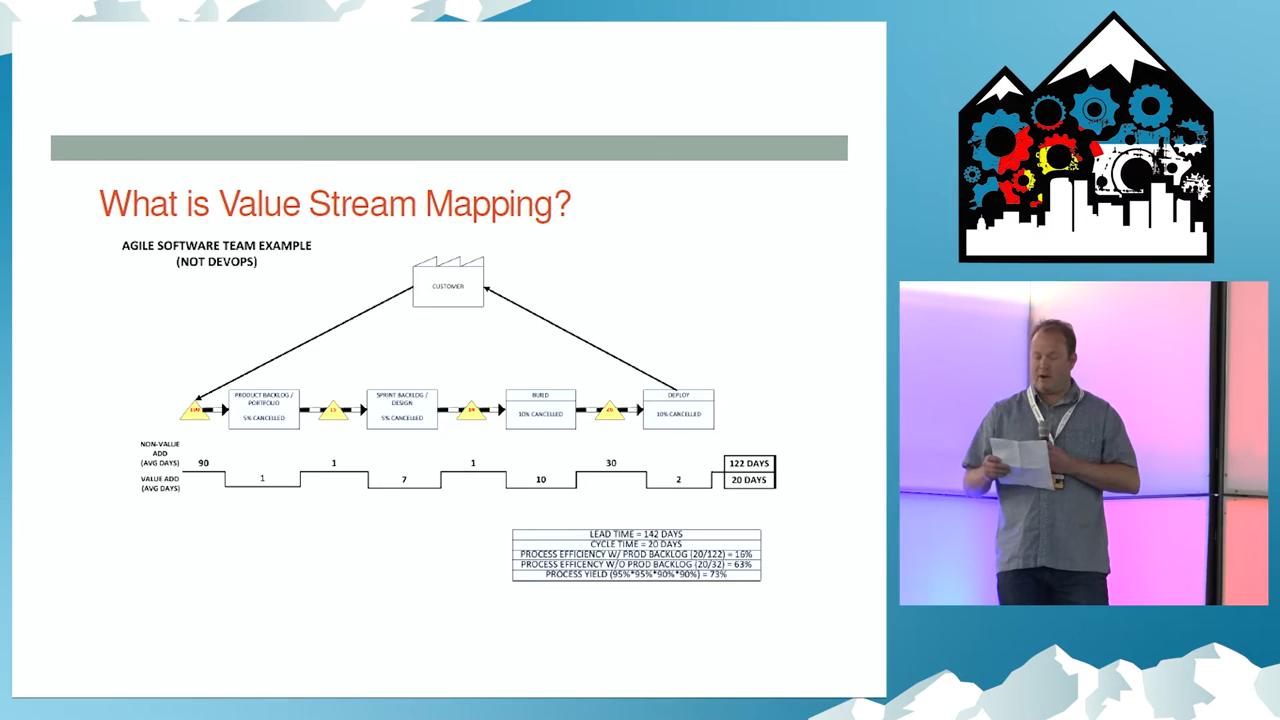 What is Value Stream Mapping?
AGILE SOFTWARE TEAM EXAMPLE
(NOT DEVOPS)
CUSTOMER
PRODUCT BACKLOG /
PORTFOLIO
5% CANCELLED
SPRINT BACKLOG /
DESIGN
5% CANCELLED
BUILD
10% CANCELLED
DEPLOY
10% CANCELLED
NON-VALUE
ADD
(AVG DAYS)
90
1
1
30
122 DAYS
VALUE ADD
(AVG DAYS)
1
7
10
2
20 DAYS
LEAD TIME = 142 DAYS
CYCLE TIME = 20 DAYS
PROCESS EFFICIENCY W/ PROD BACKLOG (20/122) = 16%
PROCESS EFFICENCY W/O PROD BACKLOG (20/32) = 63%
PROCESS YIELD (95%*95%*90%*90%) = 73%